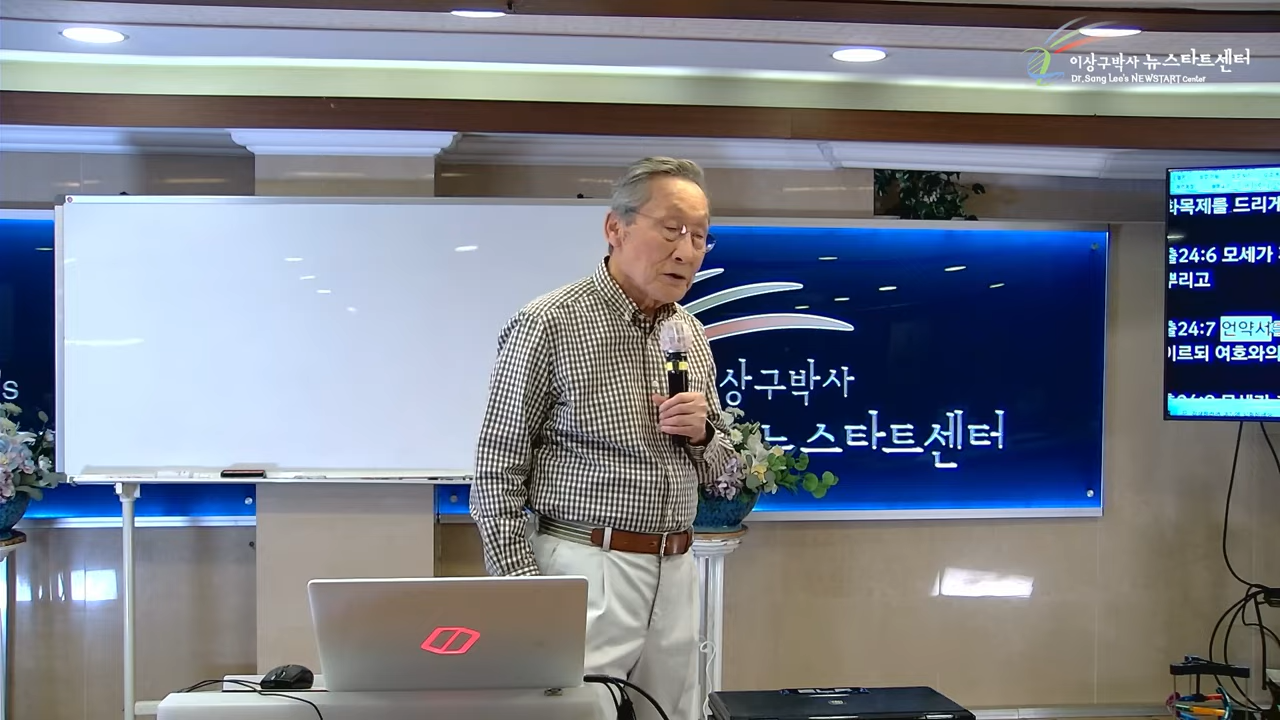 이상구박사 뉴스타트센터
Dr. Sang Lee's NEWSTART Center
화목제를 드리게
출24:6 모세가
뿌리고
출24:7 언약서를
이르되 여호와의
's
상구박사
뉴스타트센터